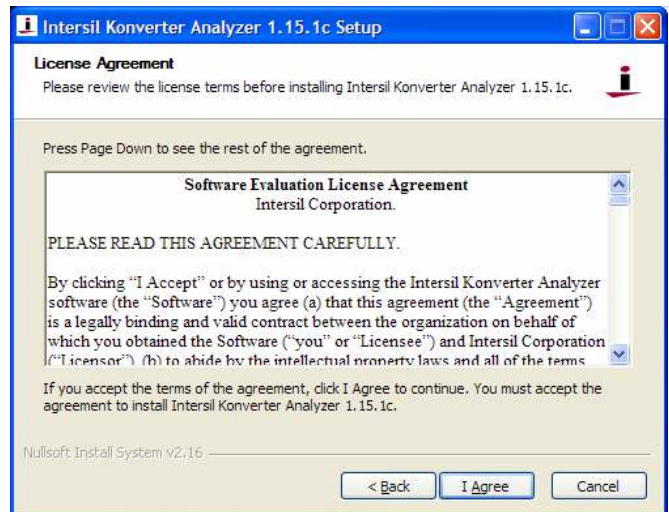 Intersil Konverter Analyzer 1.15.1c Setup
License Agreement
Please review the license terms before installing Intersil Konverter Analyzer 1.15.1c.
Press Page Down to see the rest of the agreement.
Software Evaluation License Agreement
Intersil Corporation.
PLEASE READ THIS AGREEMENT CAREFULLY.
By clicking “I Accept” or by using or accessing the Intersil Konverter Analyzer
software (the “Software”) you agree (a) that this agreement (the “Agreement”)
is a legally binding and valid contract between the organization on behalf of
which you obtained the Software (“you” or “Licensee”) and Intersil Corporation
(“Licensor”), (b) to abide by the intellectual property laws and all of the terms
If you accept the terms of the agreement, click I Agree to continue. You must accept the
agreement to install Intersil Konverter Analyzer 1.15.1c.
Nullsoft Install System v2.16
< Back
I Agree
Cancel